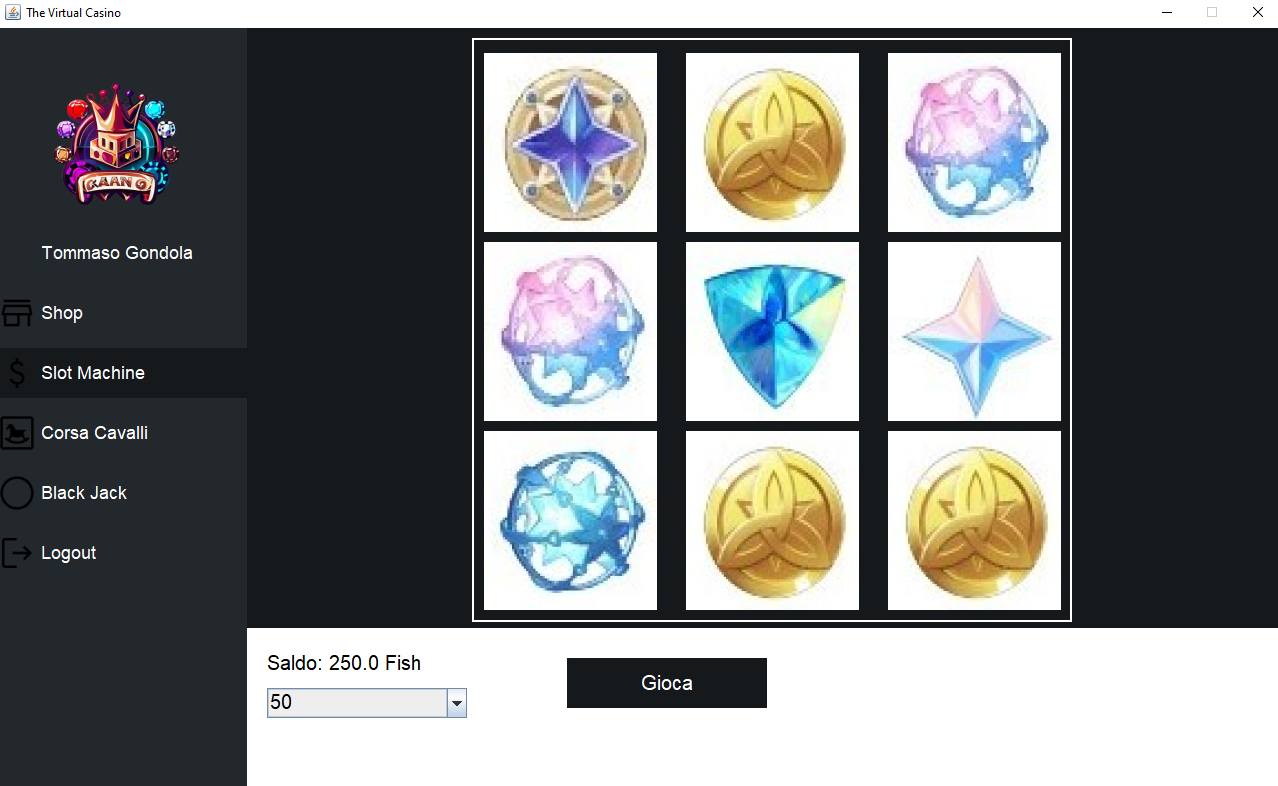 The Virtual Casino
KAAN G
Tommaso Gondola
Shop
Slot Machine
Corsa Cavalli
Black Jack
Logout
Saldo: 250.0 Fish
50
Gioca